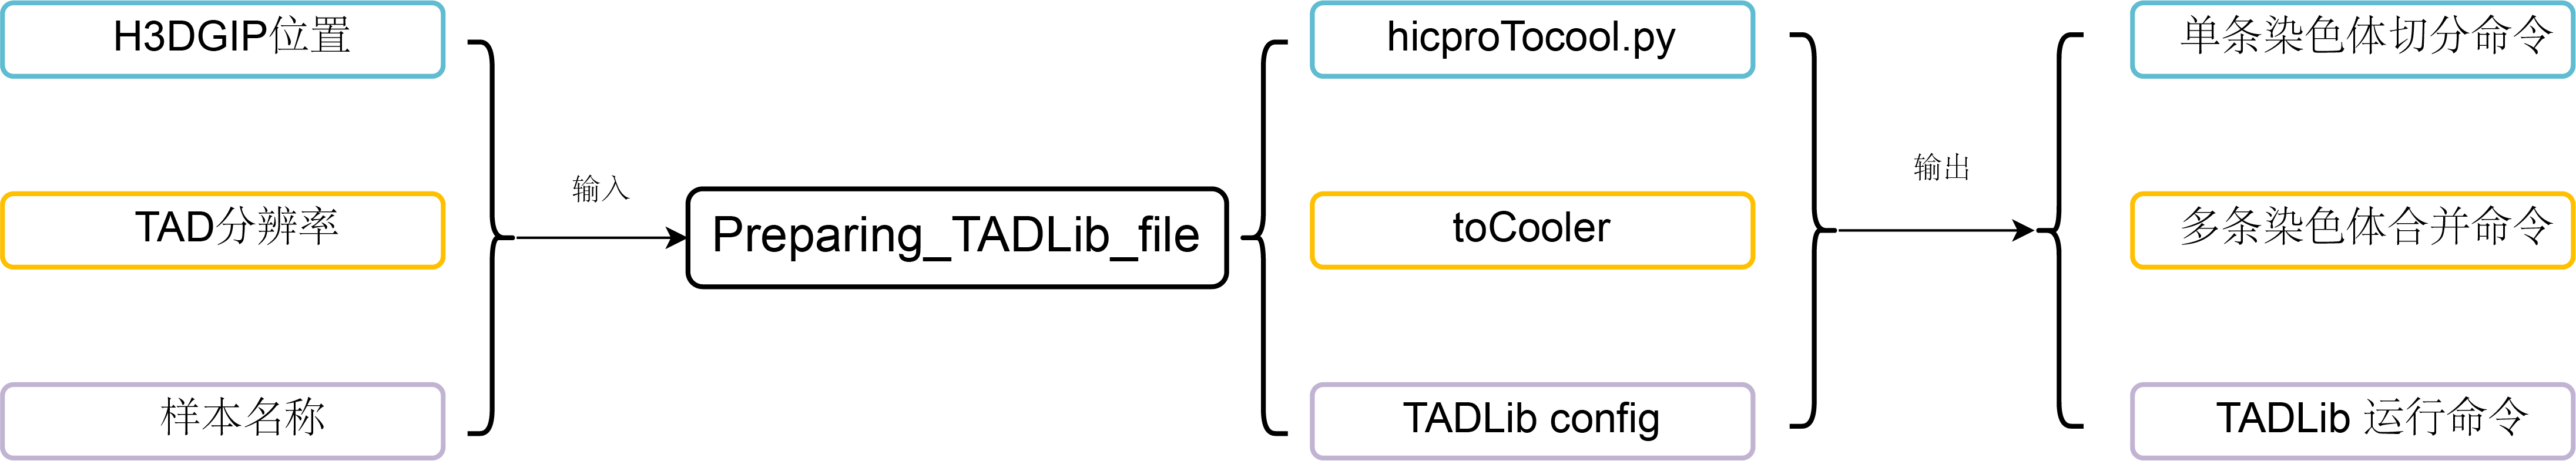 H3DGIP位置
TAD分辨率
样本名称
输入
Preparing_TADLib_file
hicproTocool.py
toCooler
TADLib config
输出
单条染色体切分命令
多条染色体合并命令
TADLib 运行命令